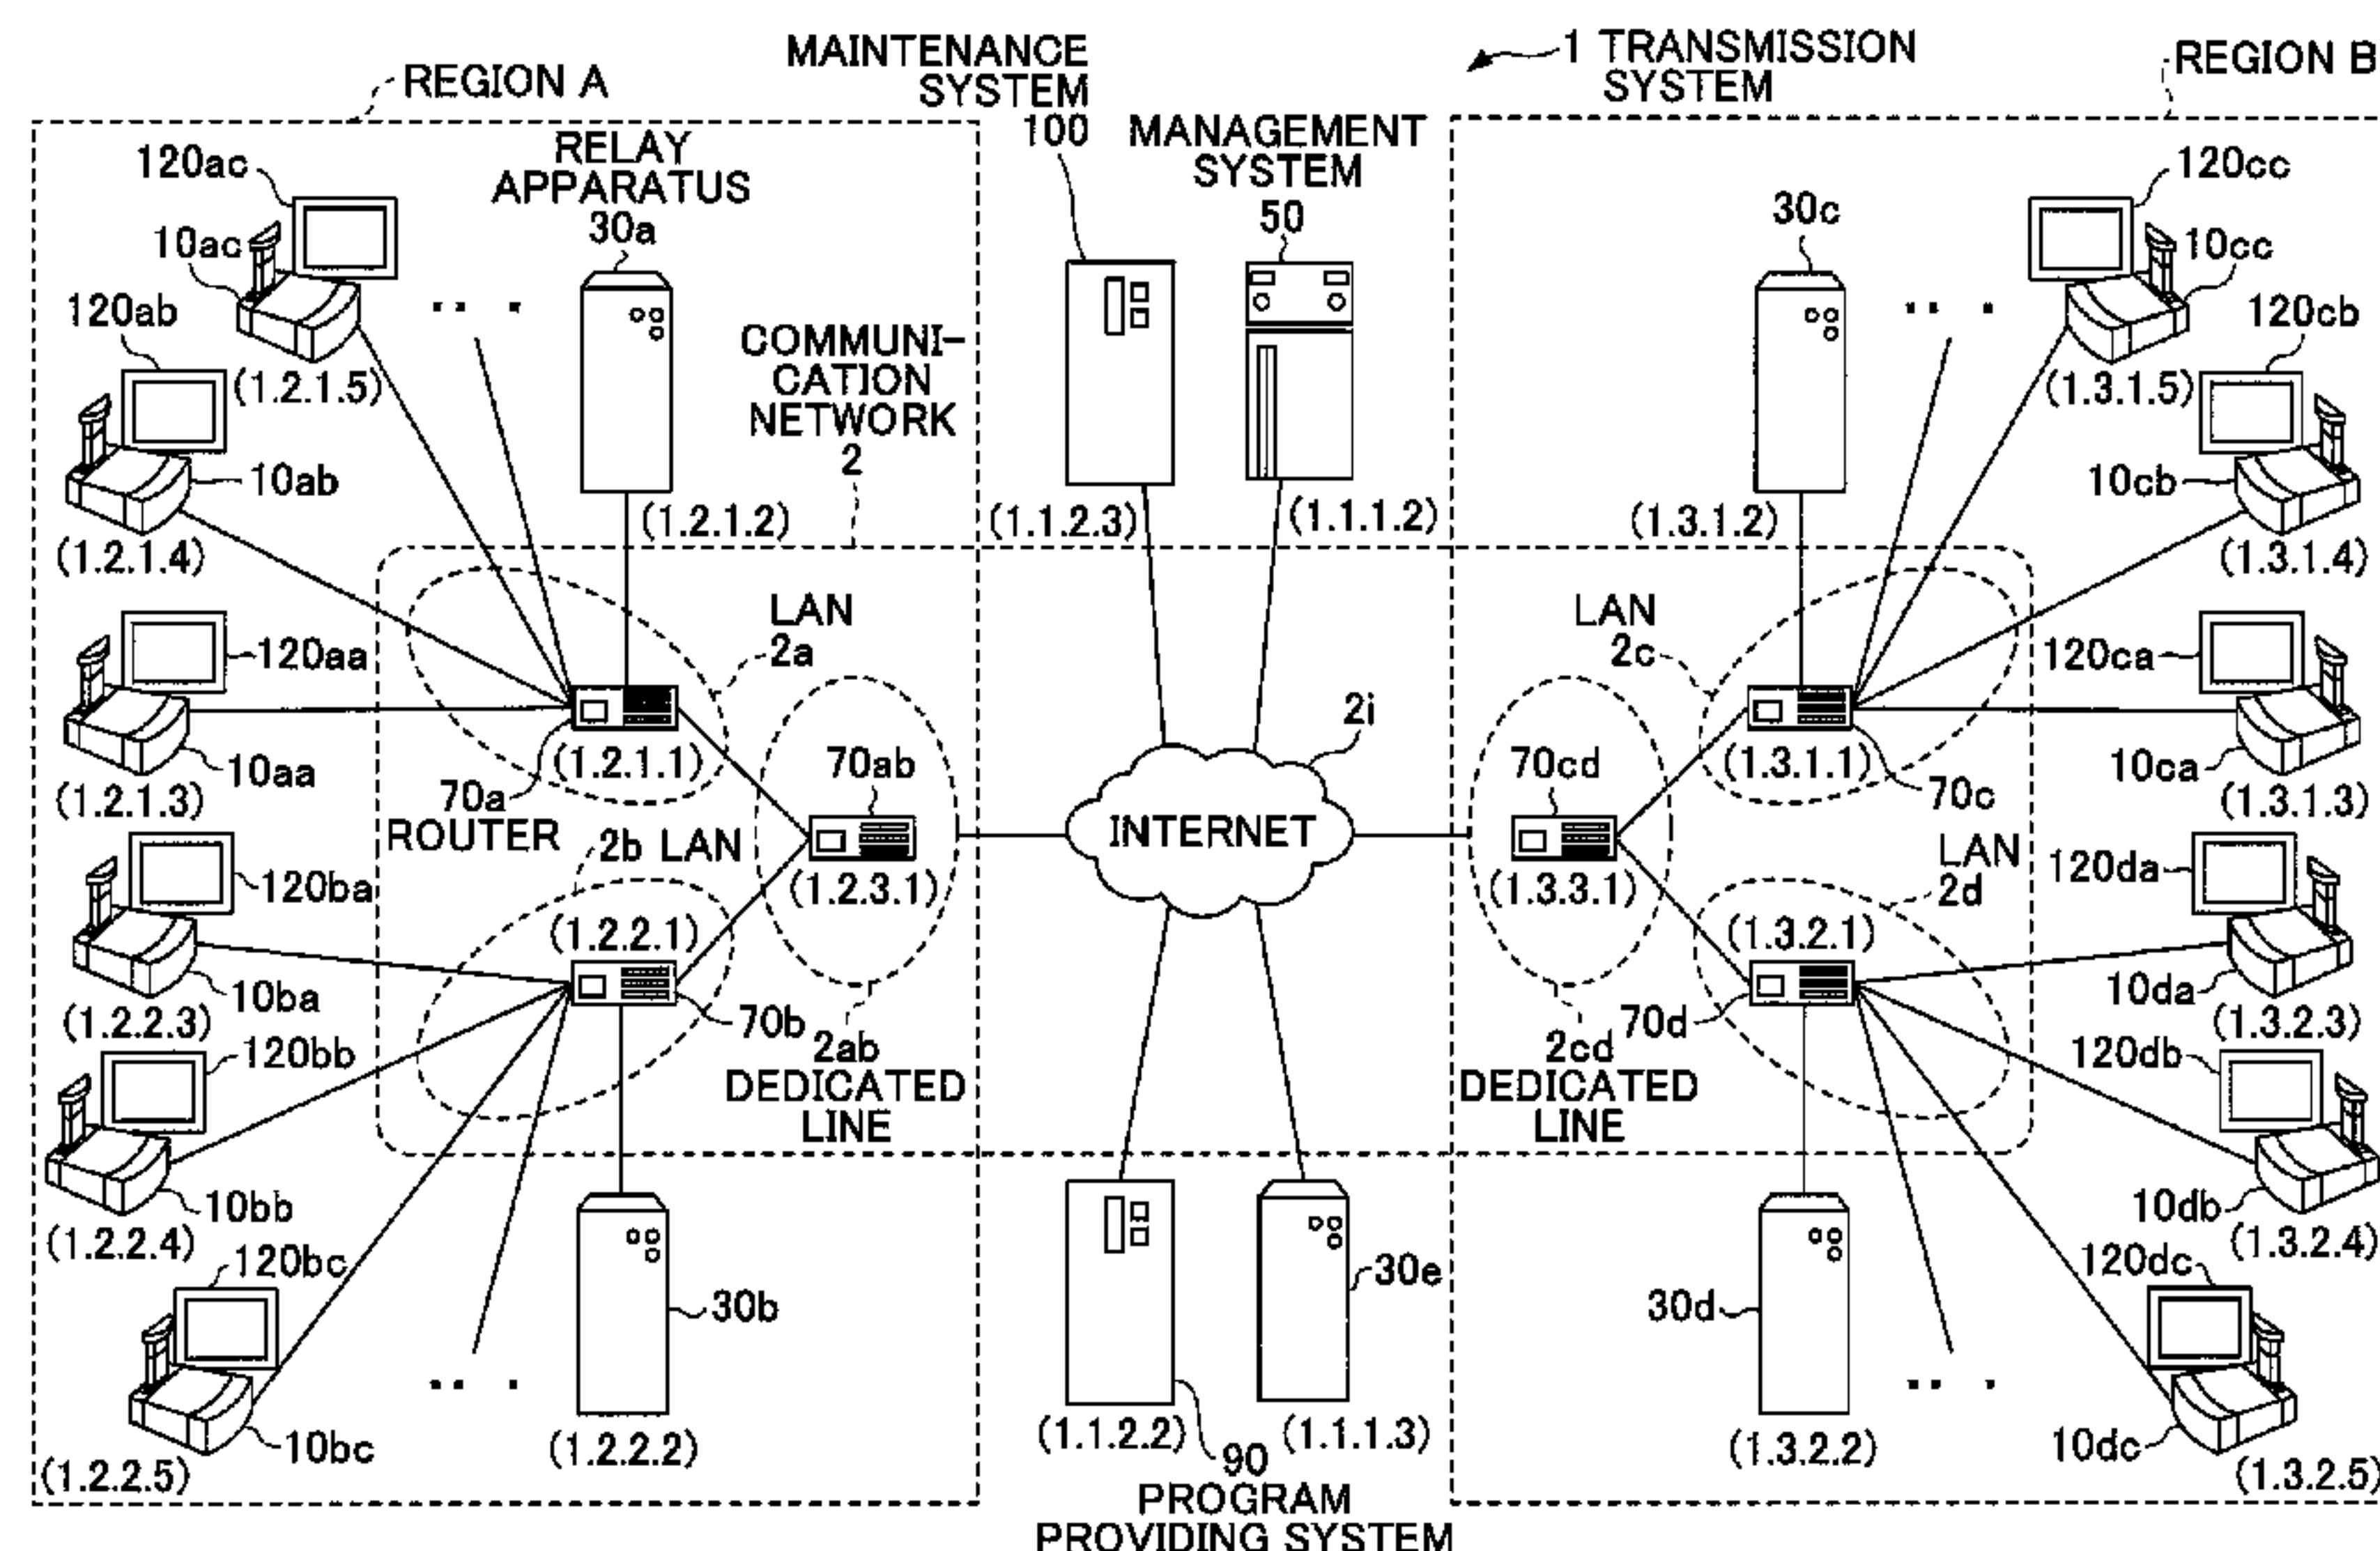 REGION A
MAINTENANCE
SYSTEM
100
1 TRANSMISSION
SYSTEM
REGION B
MANAGEMENT
SYSTEM
50
RELAY
APPARATUS
30a
120ac
10ac
(1.2.1.5)
120ab
10ab
(1.2.1.4)
(1.2.1.2)
COMMUNI-
CATION
NETWORK
2
(1.1.2.3)
(1.1.1.2)
30c
(1.3.1.2)
120cc
10cc
(1.3.1.5)
120cb
10cb
(1.3.1.4)
120aa
10aa
(1.2.1.3)
LAN
2a
(1.2.1.1)
70a
ROUTER
70ab
(1.2.3.1)
2i
INTERNET
LAN
2c
70cd
(1.3.3.1)
(1.3.1.1)
70c
120ca
10ca
(1.3.1.3)
120ba
10ba
(1.2.2.3)
2b LAN
(1.2.2.1)
70b
2ab
DEDICATED
LINE
2cd
DEDICATED
LINE
LAN
2d
(1.3.2.1)
70d
120da
10da
(1.3.2.3)
120bb
10bb
(1.2.2.4)
120bc
10bc
(1.2.2.5)
30b
(1.2.2.2)
(1.1.2.2)
90
PROGRAM
PROVIDING SYSTEM
30e
(1.1.1.3)
30d
(1.3.2.2)
120db
10db
(1.3.2.4)
120dc
10dc
(1.3.2.5)